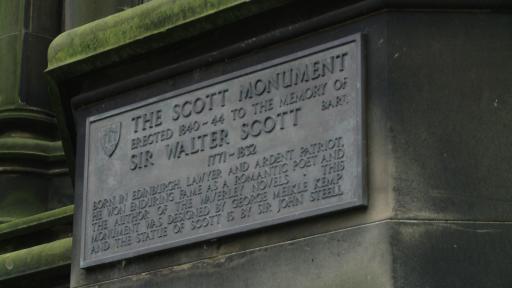 THE SCOTT MONUMENT
ERECTED 1840-44 TO THE MEMORY OF
SIR WALTER SCOTT BART.
1771-1832
BORN IN EDINBURGH, LAWYER AND ARDENT PATRIOT,
HE WON ENDURING FAME AS A ROMANTIC POET AND
THE AUTHOR OF THE WAVERLEY NOVELS . THIS
MONUMENT WAS DESIGNED BY GEORGE MEIKLE KEMP
AND THE STATUE OF SCOTT IS BY SIR JOHN STEELL